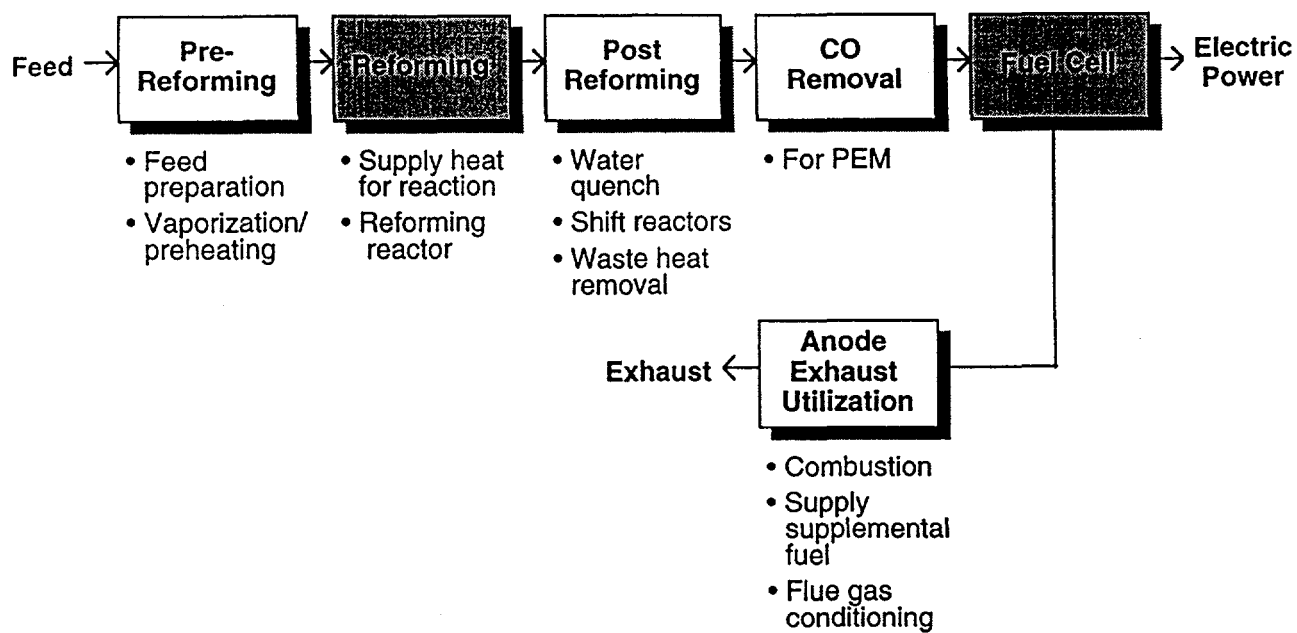 Feed
Pre-
Reforming
Reforming
Post
Reforming
CO
Removal
Fuel Cell
Electric
Power
• Feed
preparation
• Vaporization/
preheating
• Supply heat
for reaction
• Reforming
reactor
• Water
quench
• Shift reactors
• Waste heat
removal
• For PEM
Exhaust
Anode
Exhaust
Utilization
• Combustion
• Supply
supplemental
fuel
• Flue gas
conditioning